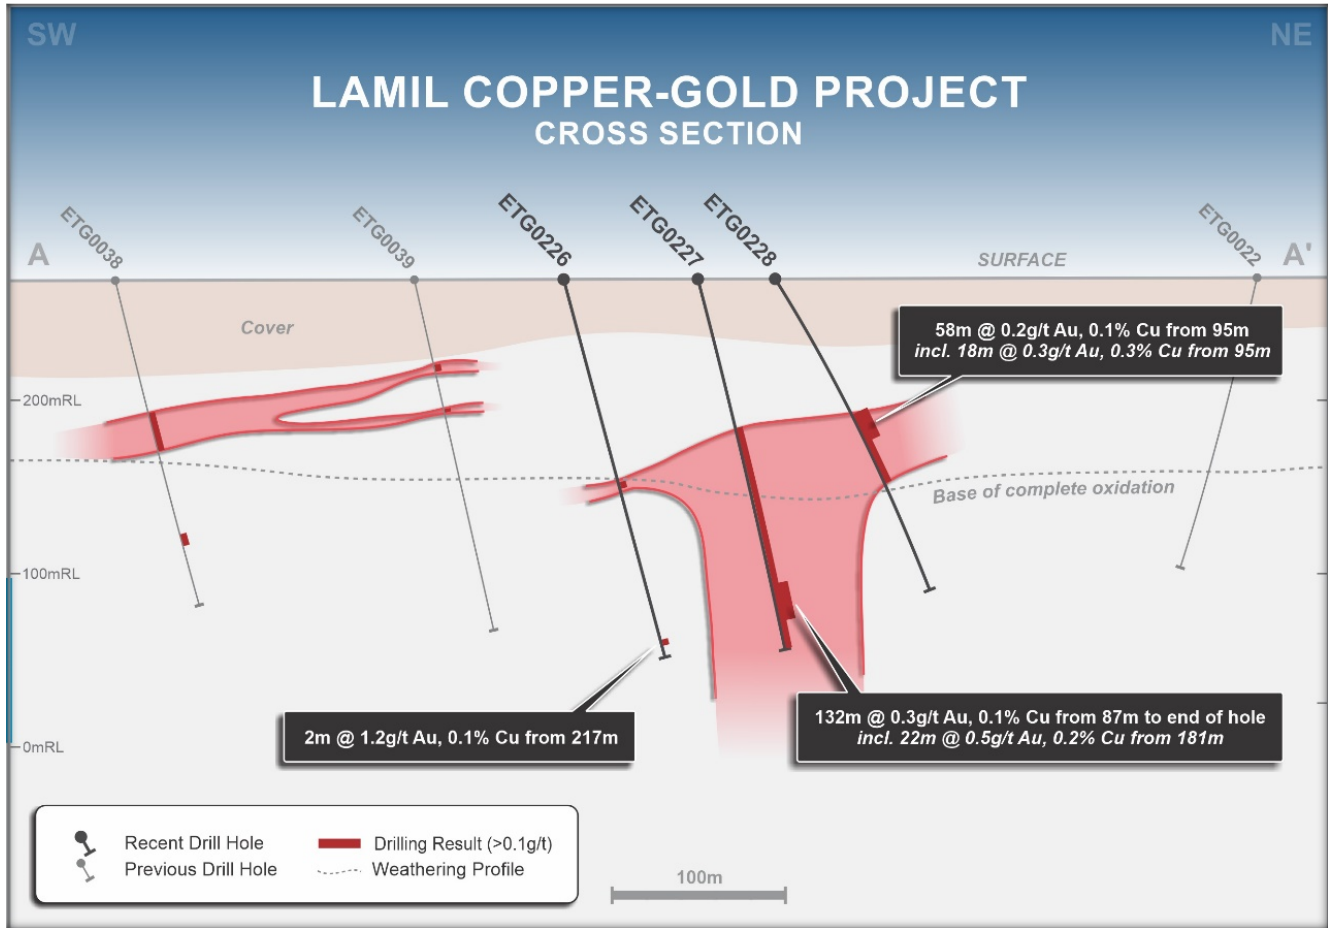 SW
NE
LAMIL COPPER-GOLD PROJECT
CROSS SECTION
ETG0038
ETG0039
ETG0226
ETG0227
ETG0228
ETG0022
A
SURFACE
A'
Cover
58m @ 0.2g/t Au, 0.1% Cu from 95m
incl. 18m @ 0.3g/t Au, 0.3% Cu from 95m
200mRL
Base of complete oxidation
100mRL
132m @ 0.3g/t Au, 0.1% Cu from 87m to end of hole
incl. 22m @ 0.5g/t Au, 0.2% Cu from 181m
2m @ 1.2g/t Au, 0.1% Cu from 217m
0mRL
Recent Drill Hole
Drilling Result (>0.1g/t)
Previous Drill Hole
Weathering Profile
100m